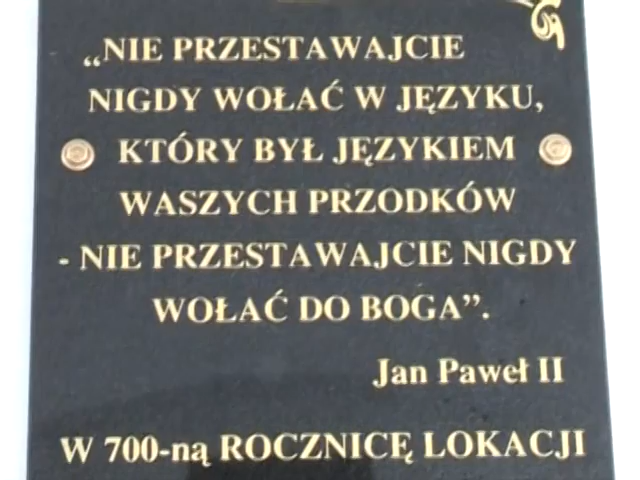 „NIE PRZESTAWAJCIE
NIGDY WOŁAĆ W JĘZYKU,
KTÓRY BYŁ JĘZYKIEM
WASZYCH PRZODKÓW
- NIE PRZESTAWAJCIE NIGDY
WOŁAĆ DO BOGA”.
Jan Paweł II
W 700-ną ROCZNICĘ LOKACJI